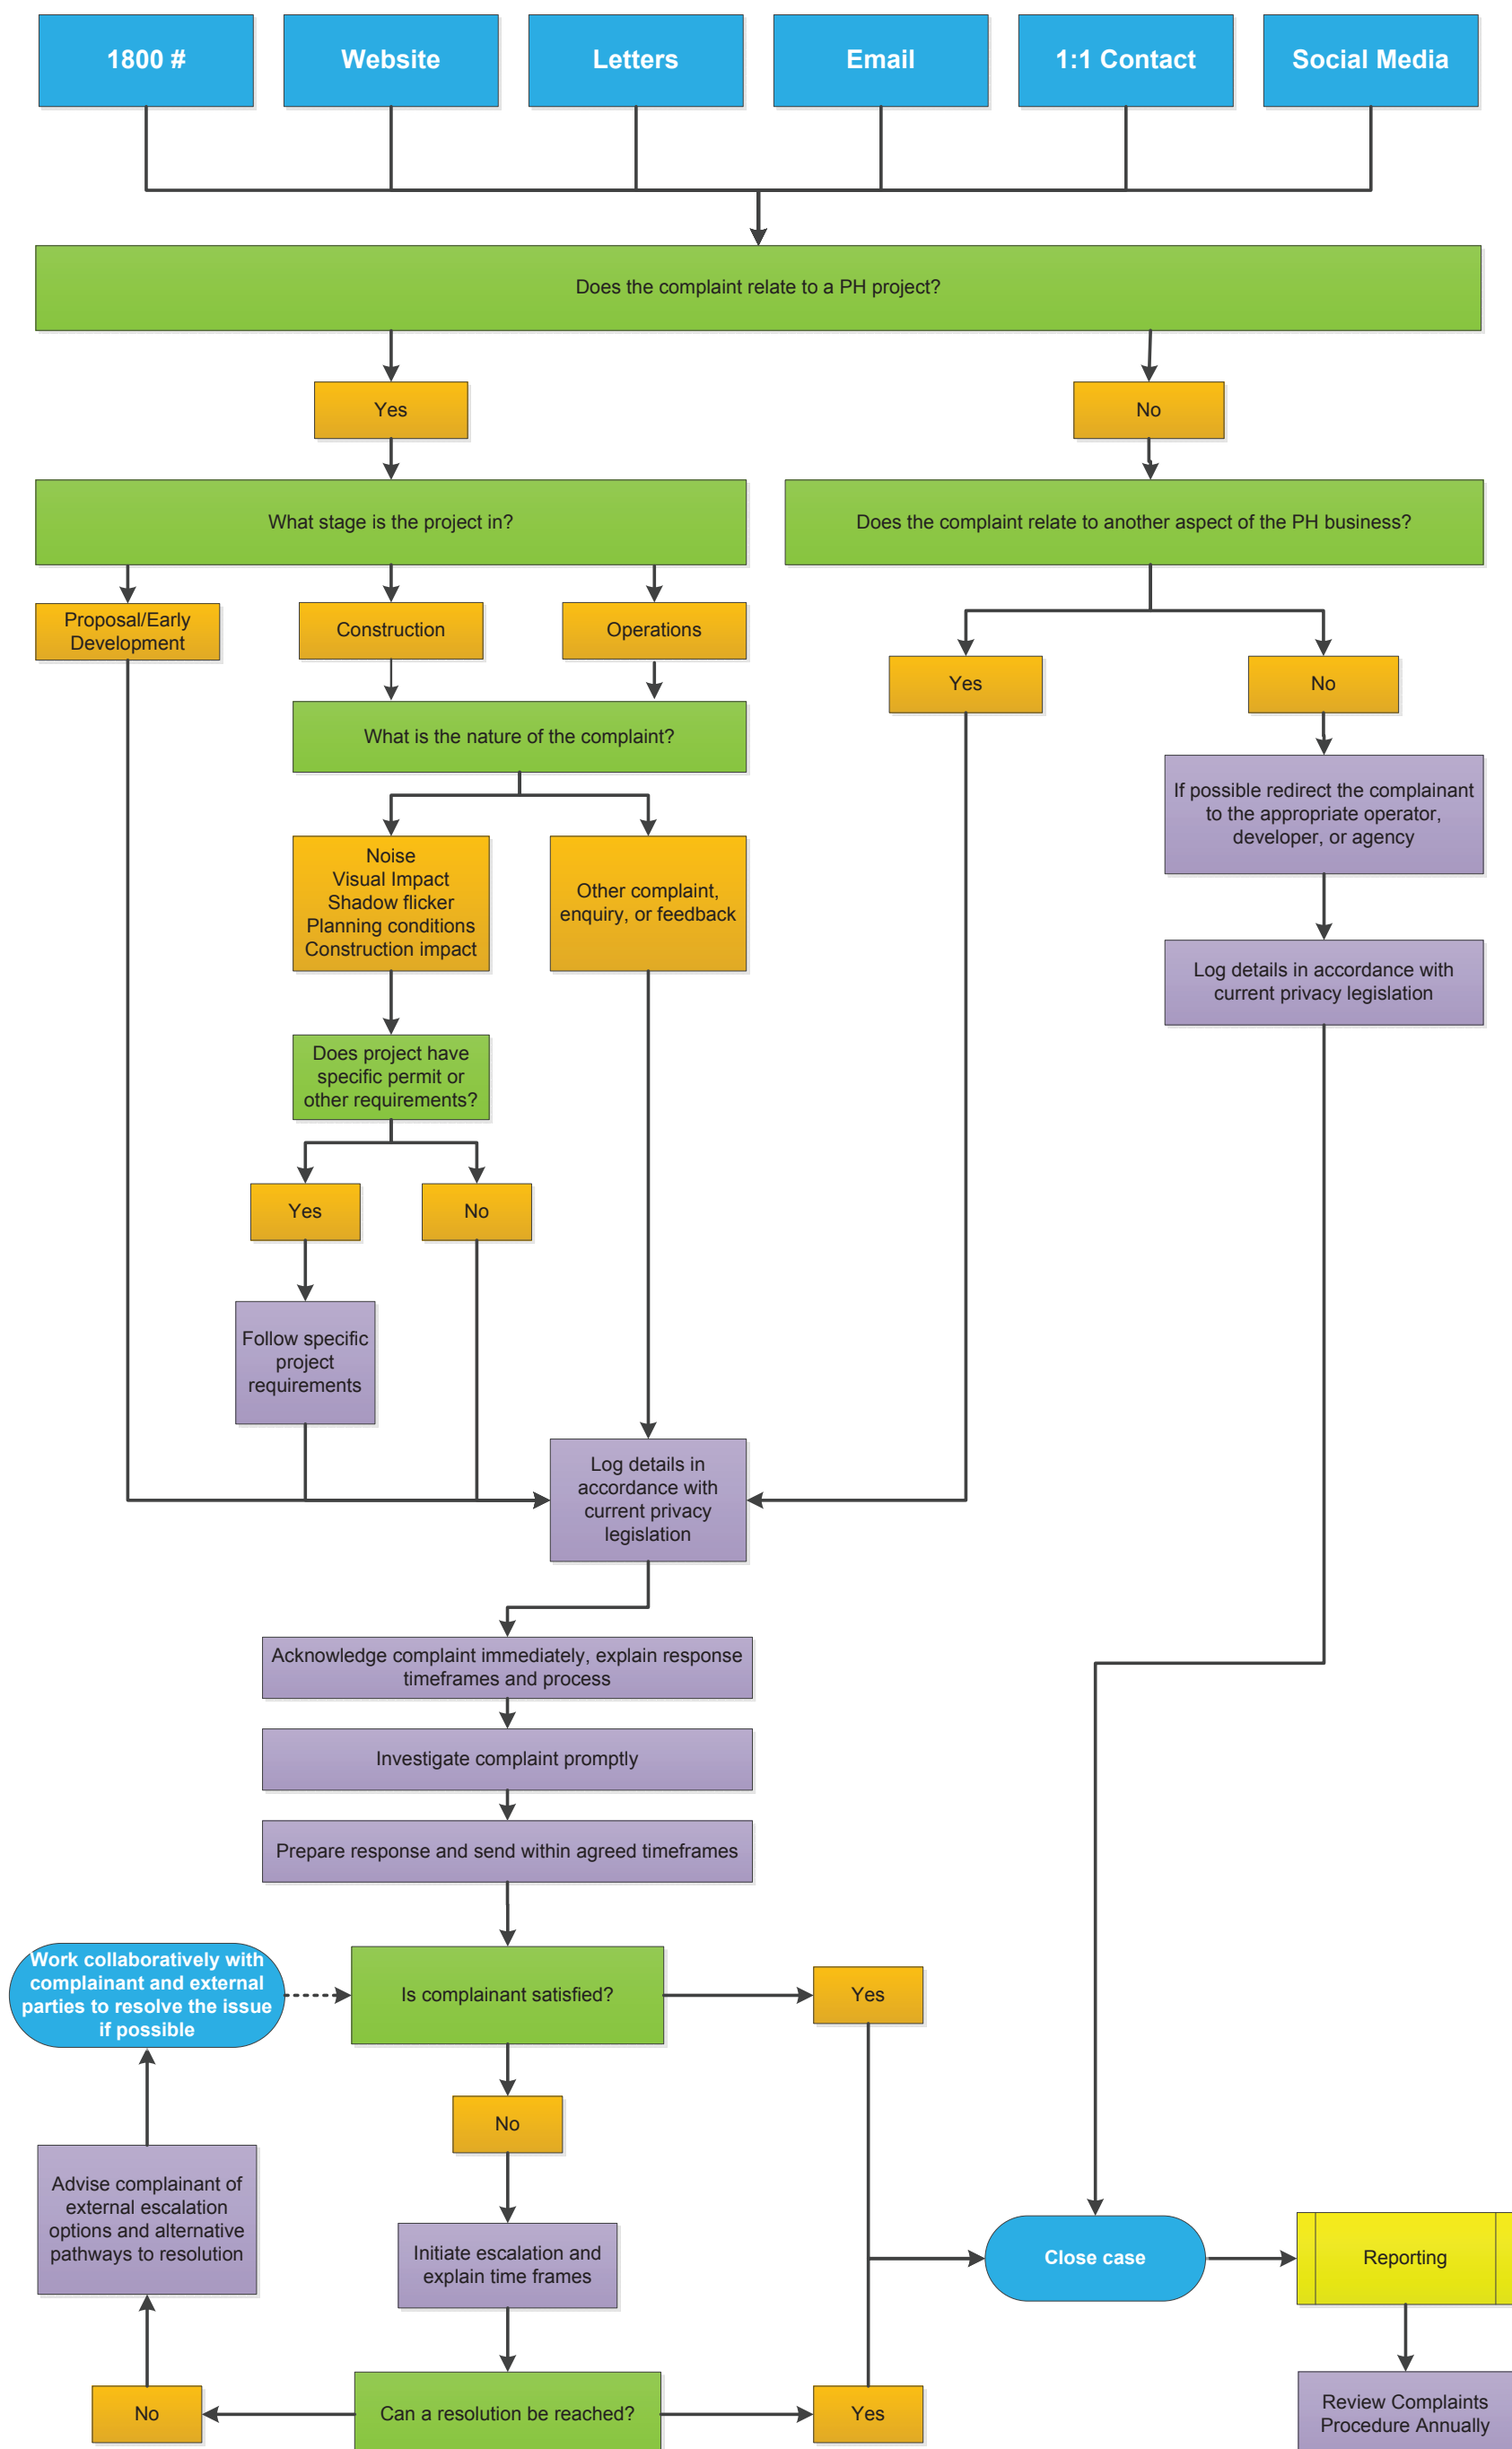 1800 #
Website
Letters
Email
1:1 Contact
Social Media
Does the complaint relate to a PH project?
Yes
No
What stage is the project in?
Does the complaint relate to another aspect of the PH business?
Proposal/Early
Development
Construction
Operations
Yes
No
What is the nature of the complaint?
If possible redirect the complainant
to the appropriate operator,
developer, or agency
Noise
Visual Impact
Shadow flicker
Planning conditions
Construction impact
Other complaint,
enquiry, or feedback
Log details in accordance with
current privacy legislation
Does project have
specific permit or
other requirements?
Yes
No
Follow specific
project
requirements
Log details in
accordance with
current privacy
legislation
Acknowledge complaint immediately, explain response
timeframes and process
Investigate complaint promptly
Prepare response and send within agreed timeframes
Work collaboratively with
complainant and external
parties to resolve the issue
if possible
Is complainant satisfied?
Yes
No
Advise complainant of
external escalation
options and alternative
pathways to resolution
Initiate escalation and
explain time frames
Close case
Reporting
No
Can a resolution be reached?
Yes
Review Complaints
Procedure Annually